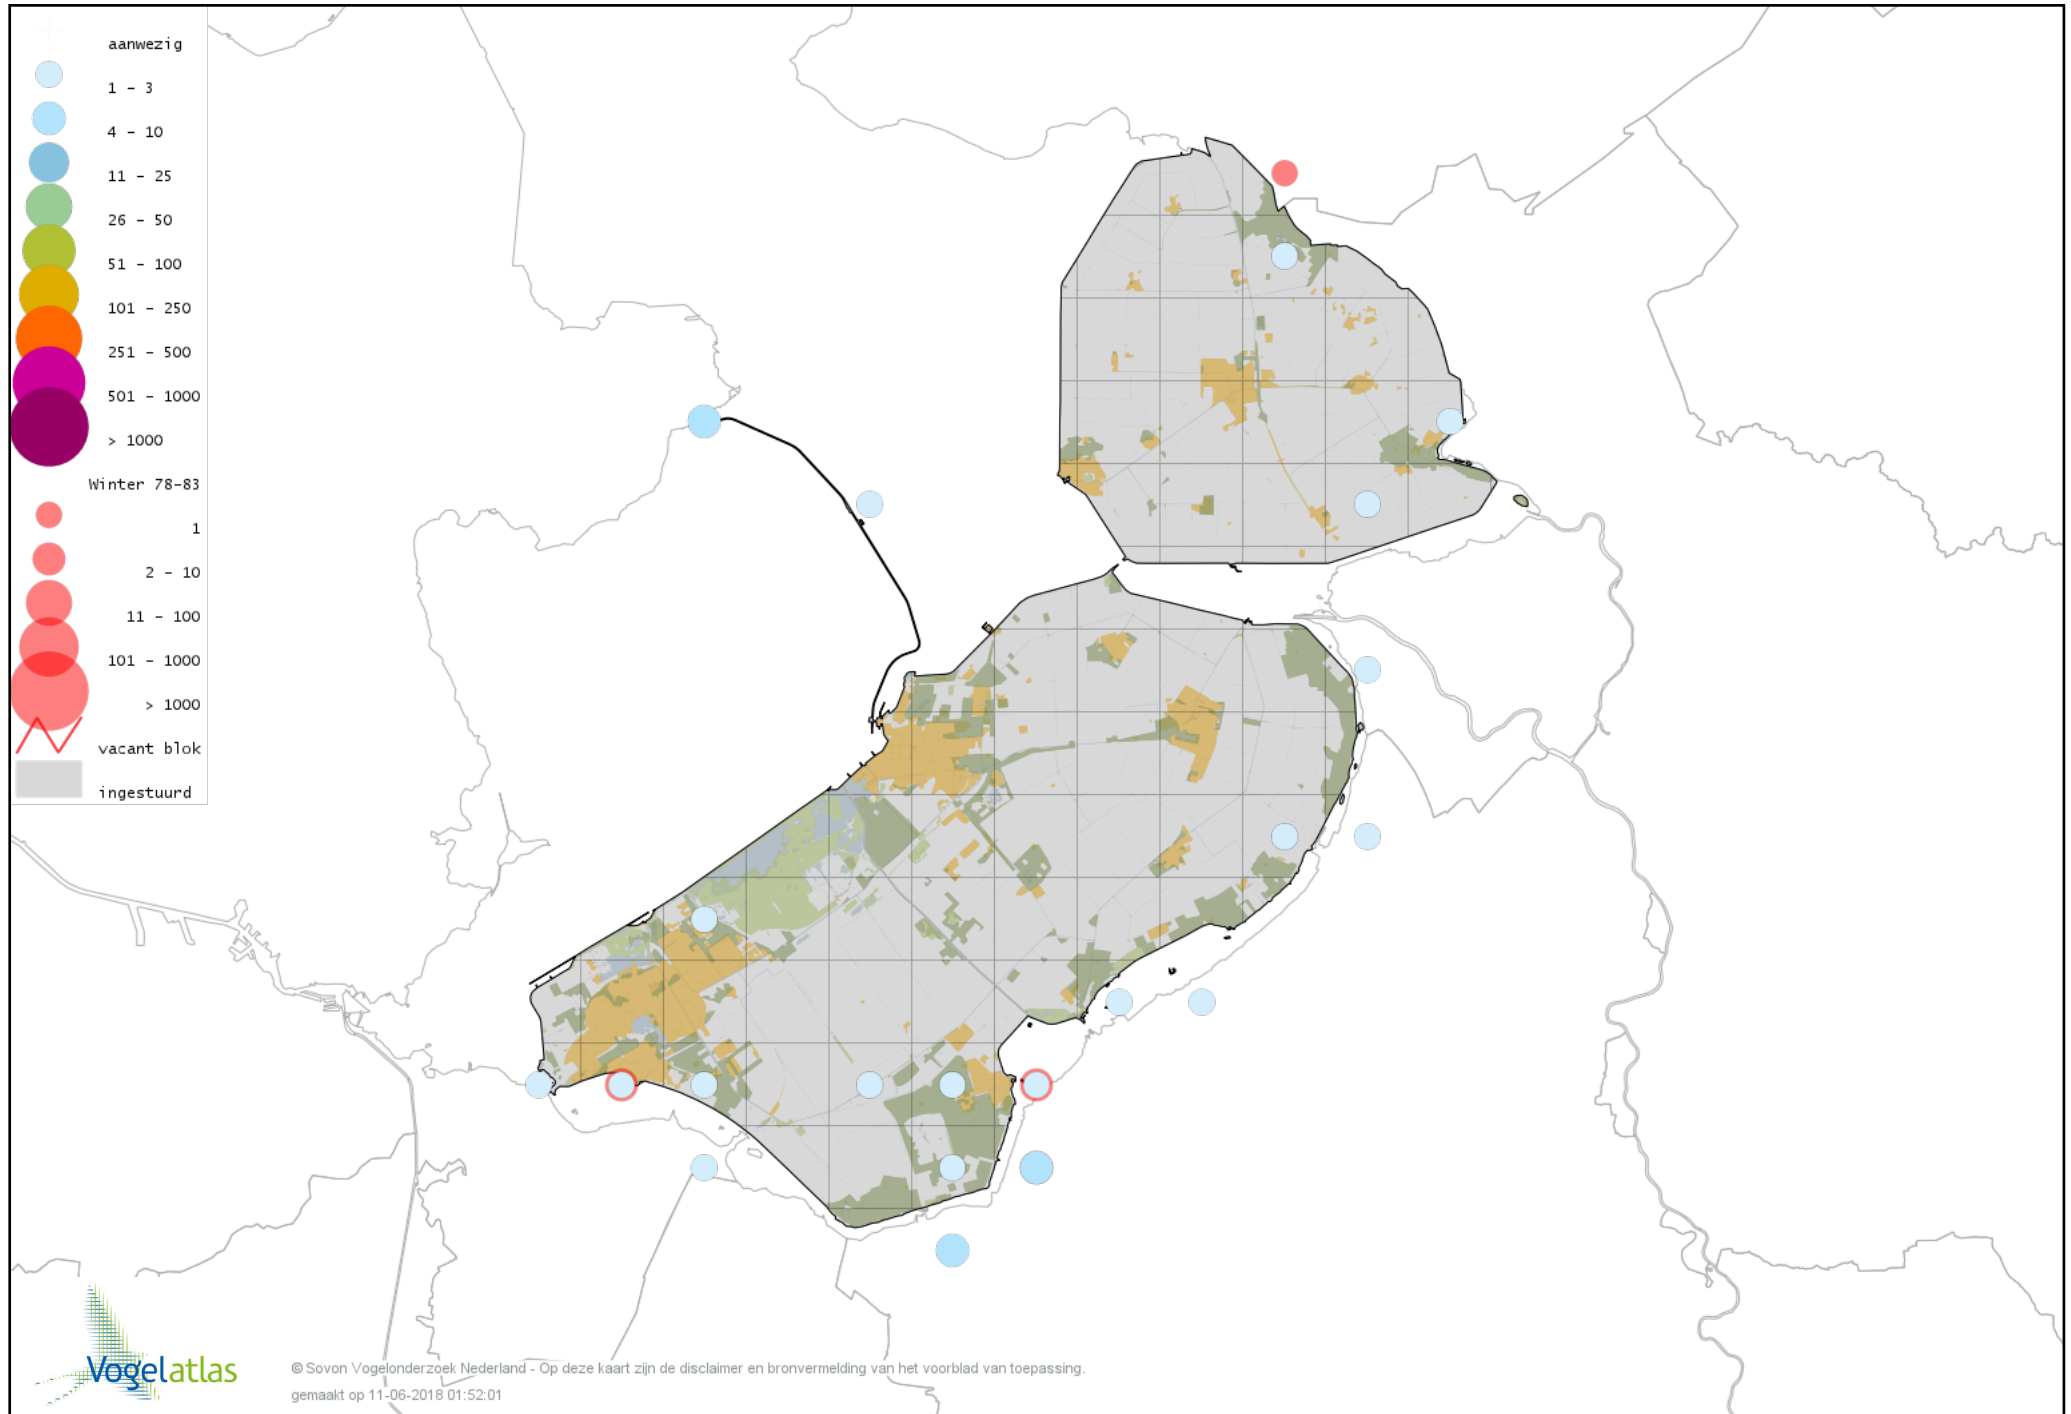 aanwezig
1 - 3
4 - 10
11 - 25
26 - 50
51 - 100
101 - 250
251 - 500
501 - 1000
> 1000
Winter 78-83
1
2 - 10
11 - 100
101 - 1000
> 1000
vacant blok
ingestuurd
Vogelatlas
© Sovon Vogelonderzoek Nederland - Op deze kaart zijn de disclaimer en bronvermelding van het voorblad van toepassing.
gemaakt op 11-06-2018 01:52:01